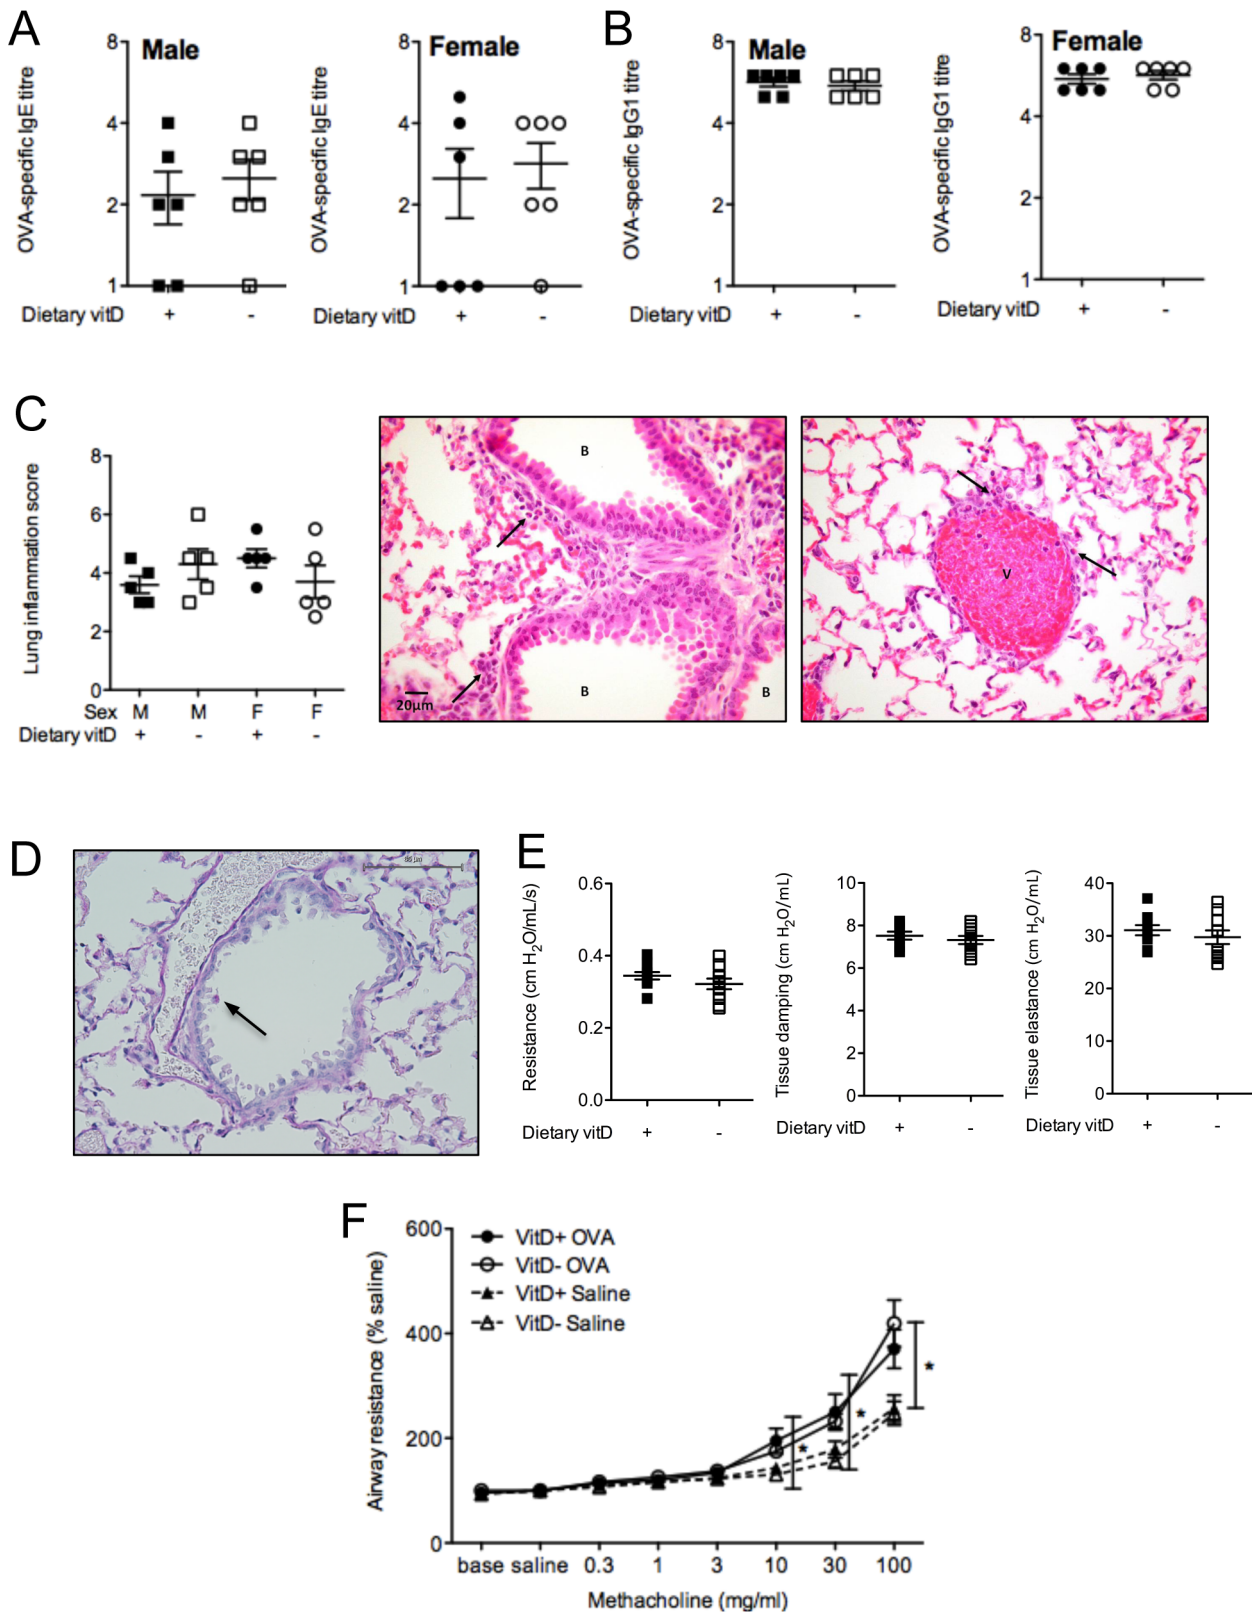 A
B
Male
Female
Male
Female
OVA-specific IgE titre
8
4
2
1
OVA-specific IgE titre
8
4
2
1
OVA-specific IgG1 titre
8
4
2
1
OVA-specific IgG1 titre
8
4
2
1
Dietary vitD + -
Dietary vitD + -
Dietary vitD + -
Dietary vitD + -
C
Lung inflammation score
8
6
4
2
0
Sex M M F F
Dietary vitD + - + -
B
B
B
20µm
V
D
E
Resistance (cm H₂O/mL/s)
0.6
0.4
0.2
0.0
Dietary vitD + -
Tissue damping (cm H₂O/mL)
10
8
6
4
2
0
Dietary vitD + -
Tissue elastance (cm H₂O/mL)
40
30
20
10
0
Dietary vitD + -
F
Airway resistance (% saline)
600
400
200
0
VitD+ OVA
VitD- OVA
VitD+ Saline
VitD- Saline
*
*
*
base saline 0.3 1 3 10 30 100
Methacholine (mg/ml)